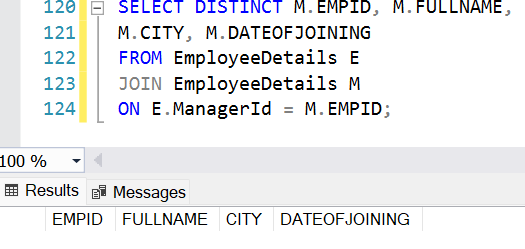 120 SELECT DISTINCT M.EMPID, M.FULLNAME,
121 M.CITY, M.DATEOFJOINING
122 FROM EmployeeDetails E
123 JOIN EmployeeDetails M
124 ON E.ManagerId = M.EMPID;
100 %
Results Messages
EMPID FULLNAME CITY DATEOFJOINING